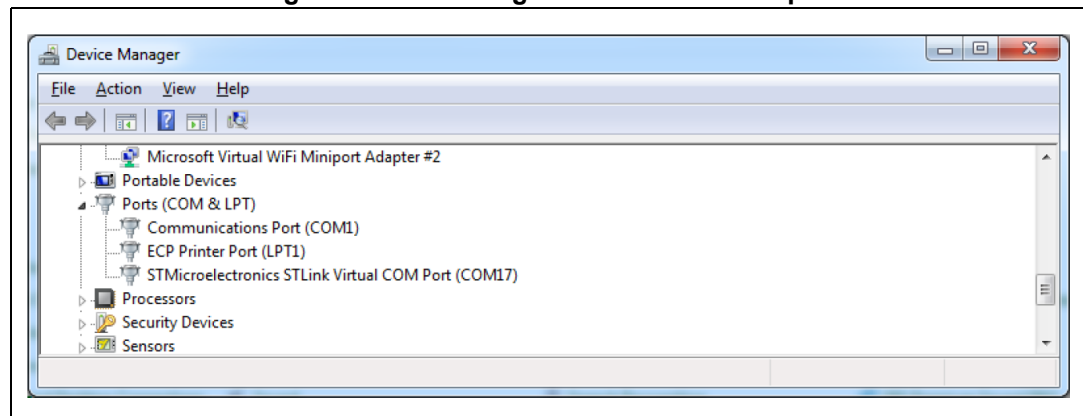 Device Manager
File Action View Help
Microsoft Virtual WiFi Miniport Adapter #2
Portable Devices
Ports (COM & LPT)
Communications Port (COM1)
ECP Printer Port (LPT1)
STMicroelectronics STLink Virtual COM Port (COM17)
Processors
Security Devices
Sensors